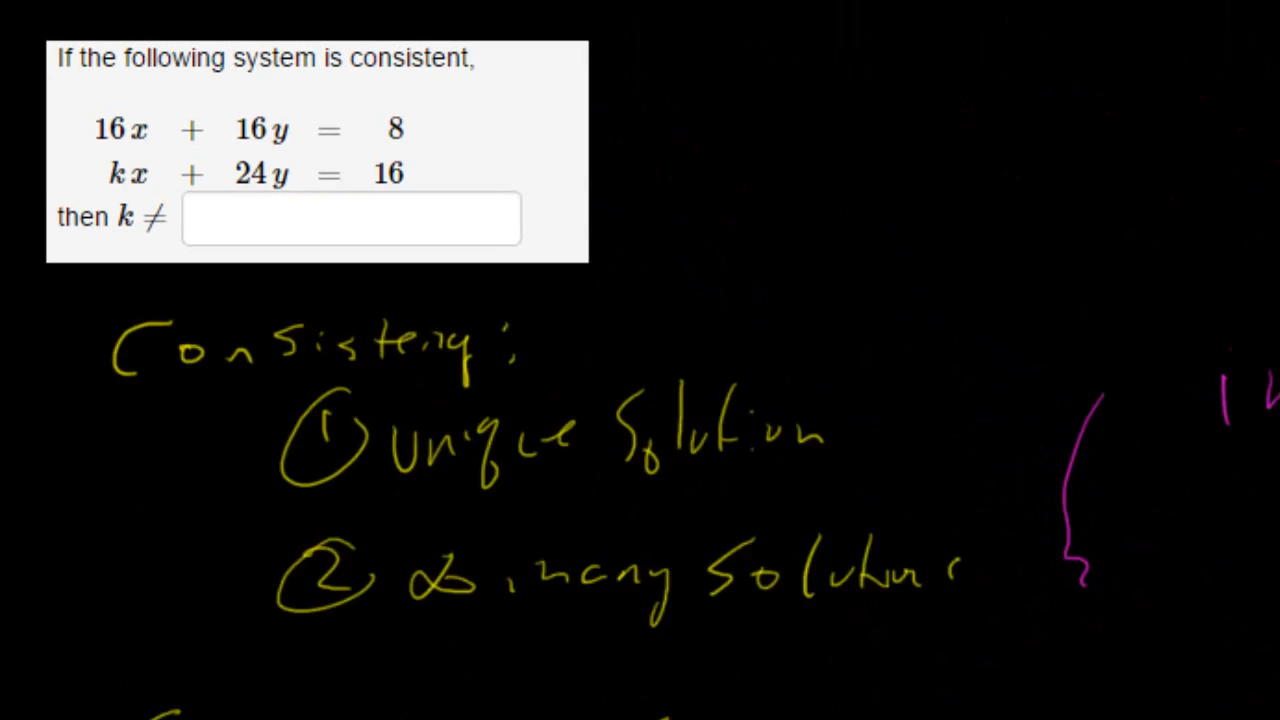 If the following system is consistent,
16x + 16y = 8
kx + 24y = 16
then k ≠
Consistency:
① unique Solution
② ∞ many solutions